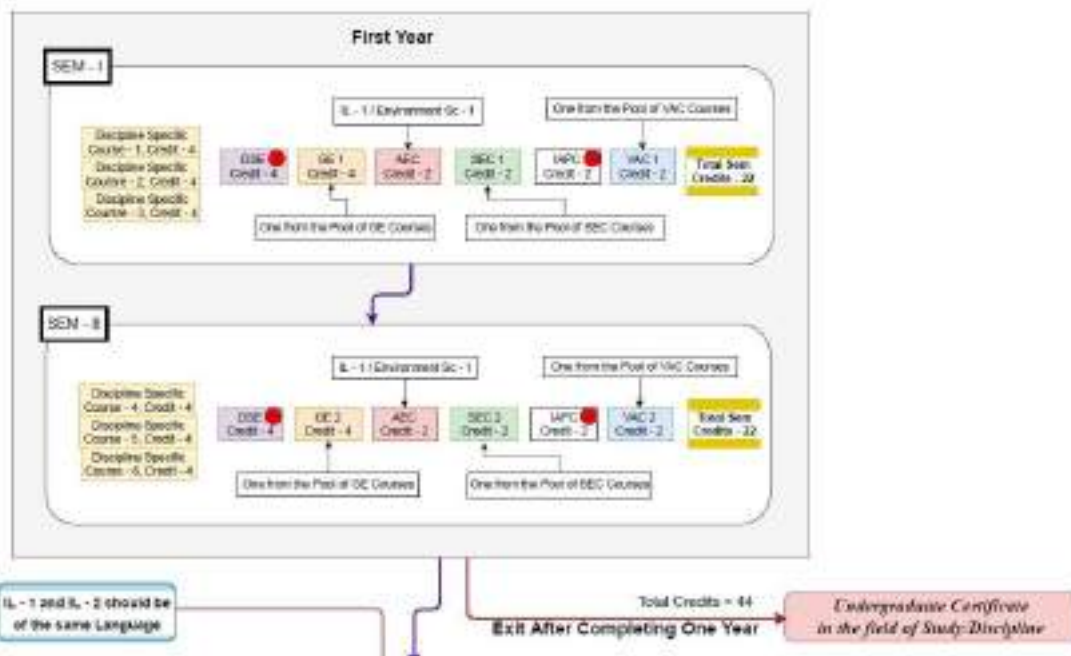 First Year
SEM - I
IL - 1 / Environment Sc - 1
One from the Pool of VAC Courses
Discipline Specific
Course - 1, Credit - 4
Discipline Specific
Course - 2, Credit - 4
Discipline Specific
Course - 3, Credit - 4
DSE
Credit - 4
GE 1
Credit - 4
AEC
Credit - 2
SEC 1
Credit - 2
IAPC
Credit - 2
VAC 1
Credit - 2
Total Sem
Credits - 22
One from the Pool of GE Courses
One from the Pool of SEC Courses
SEM - II
IL - 1 / Environment Sc - 1
One from the Pool of VAC Courses
Discipline Specific
Course - 4, Credit - 4
Discipline Specific
Course - 5, Credit - 4
Discipline Specific
Course - 6, Credit - 4
DSE
Credit - 4
GE 2
Credit - 4
AEC
Credit - 2
SEC 2
Credit - 2
IAPC
Credit - 2
VAC 2
Credit - 2
Total Sem
Credits - 22
One from the Pool of GE Courses
One from the Pool of SEC Courses
IL - 1 and IL - 2 should be
of the same Language
Total Credits = 44
Exit After Completing One Year
Undergraduate Certificate
in the field of Study/Discipline